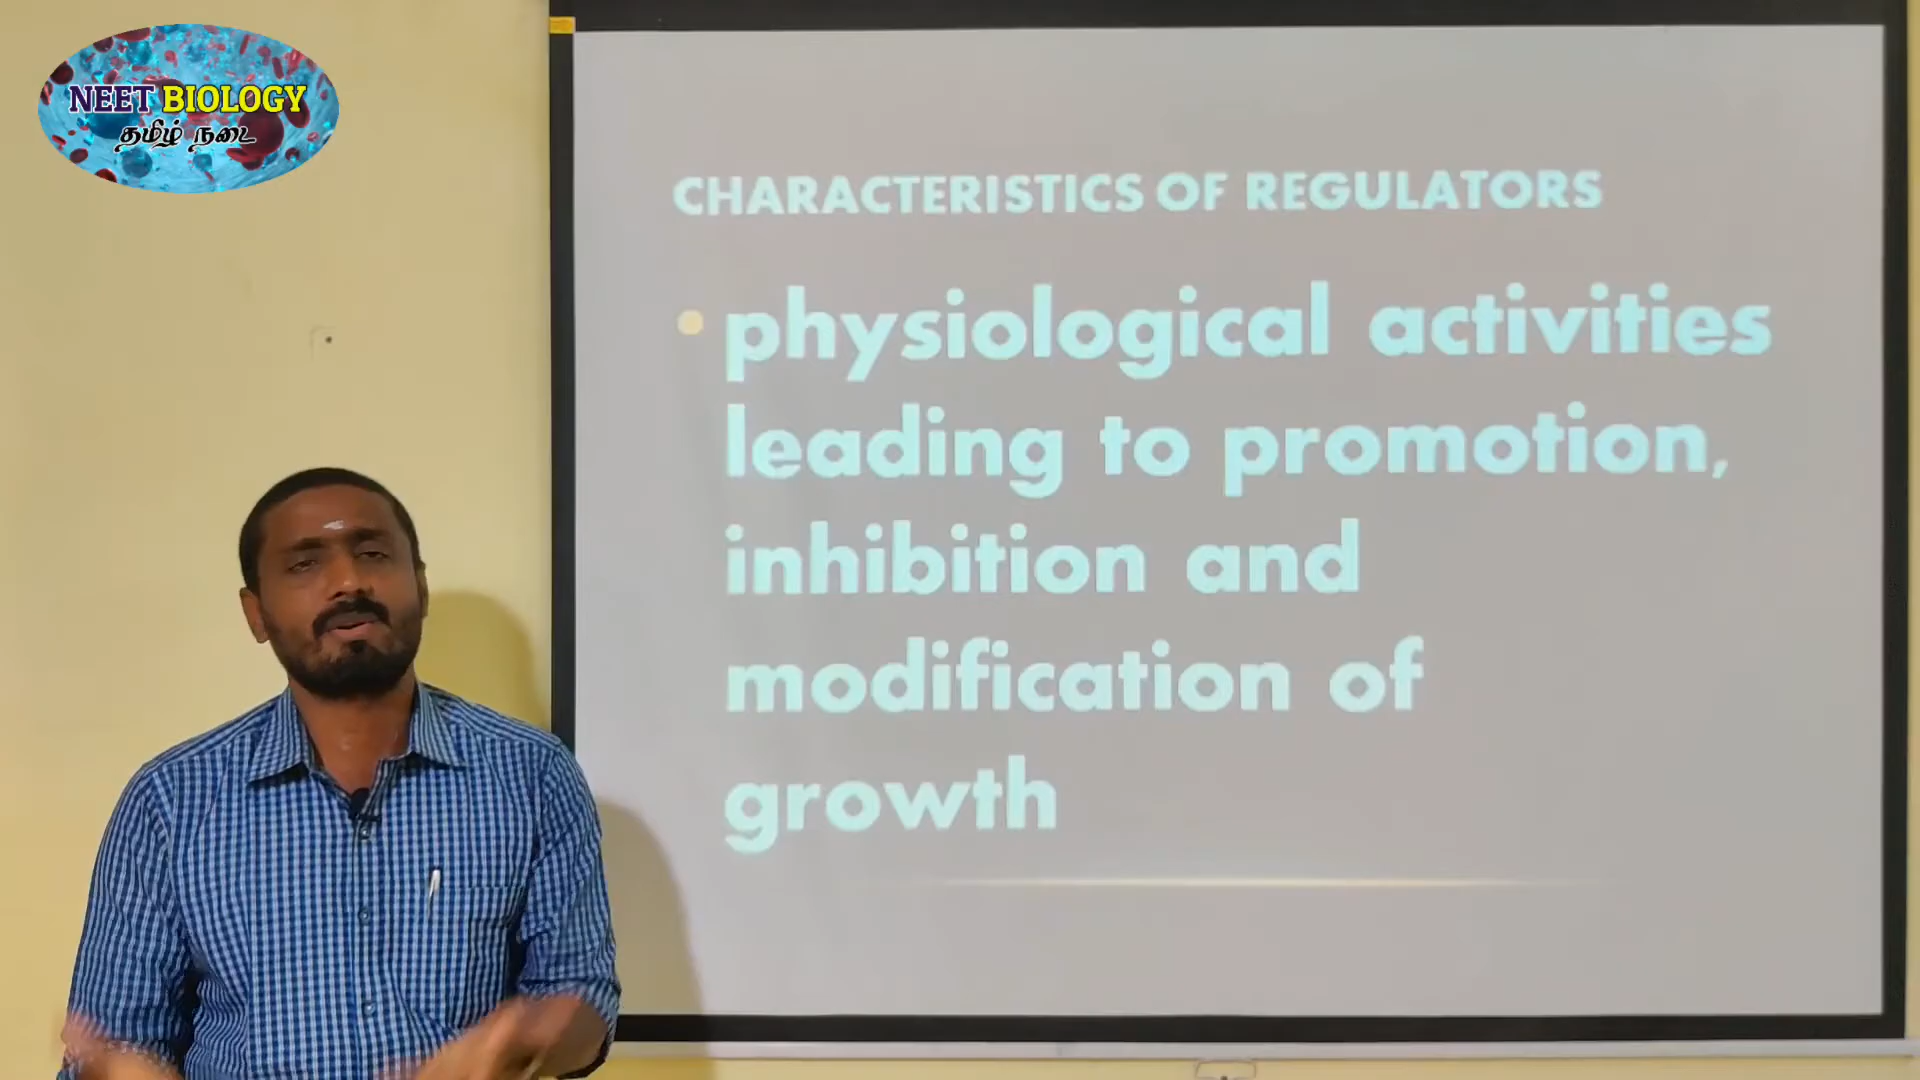 NEET BIOLOGY
தமிழ் நடை
CHARACTERISTICS OF REGULATORS
• physiological activities
leading to promotion,
inhibition and
modification of
growth